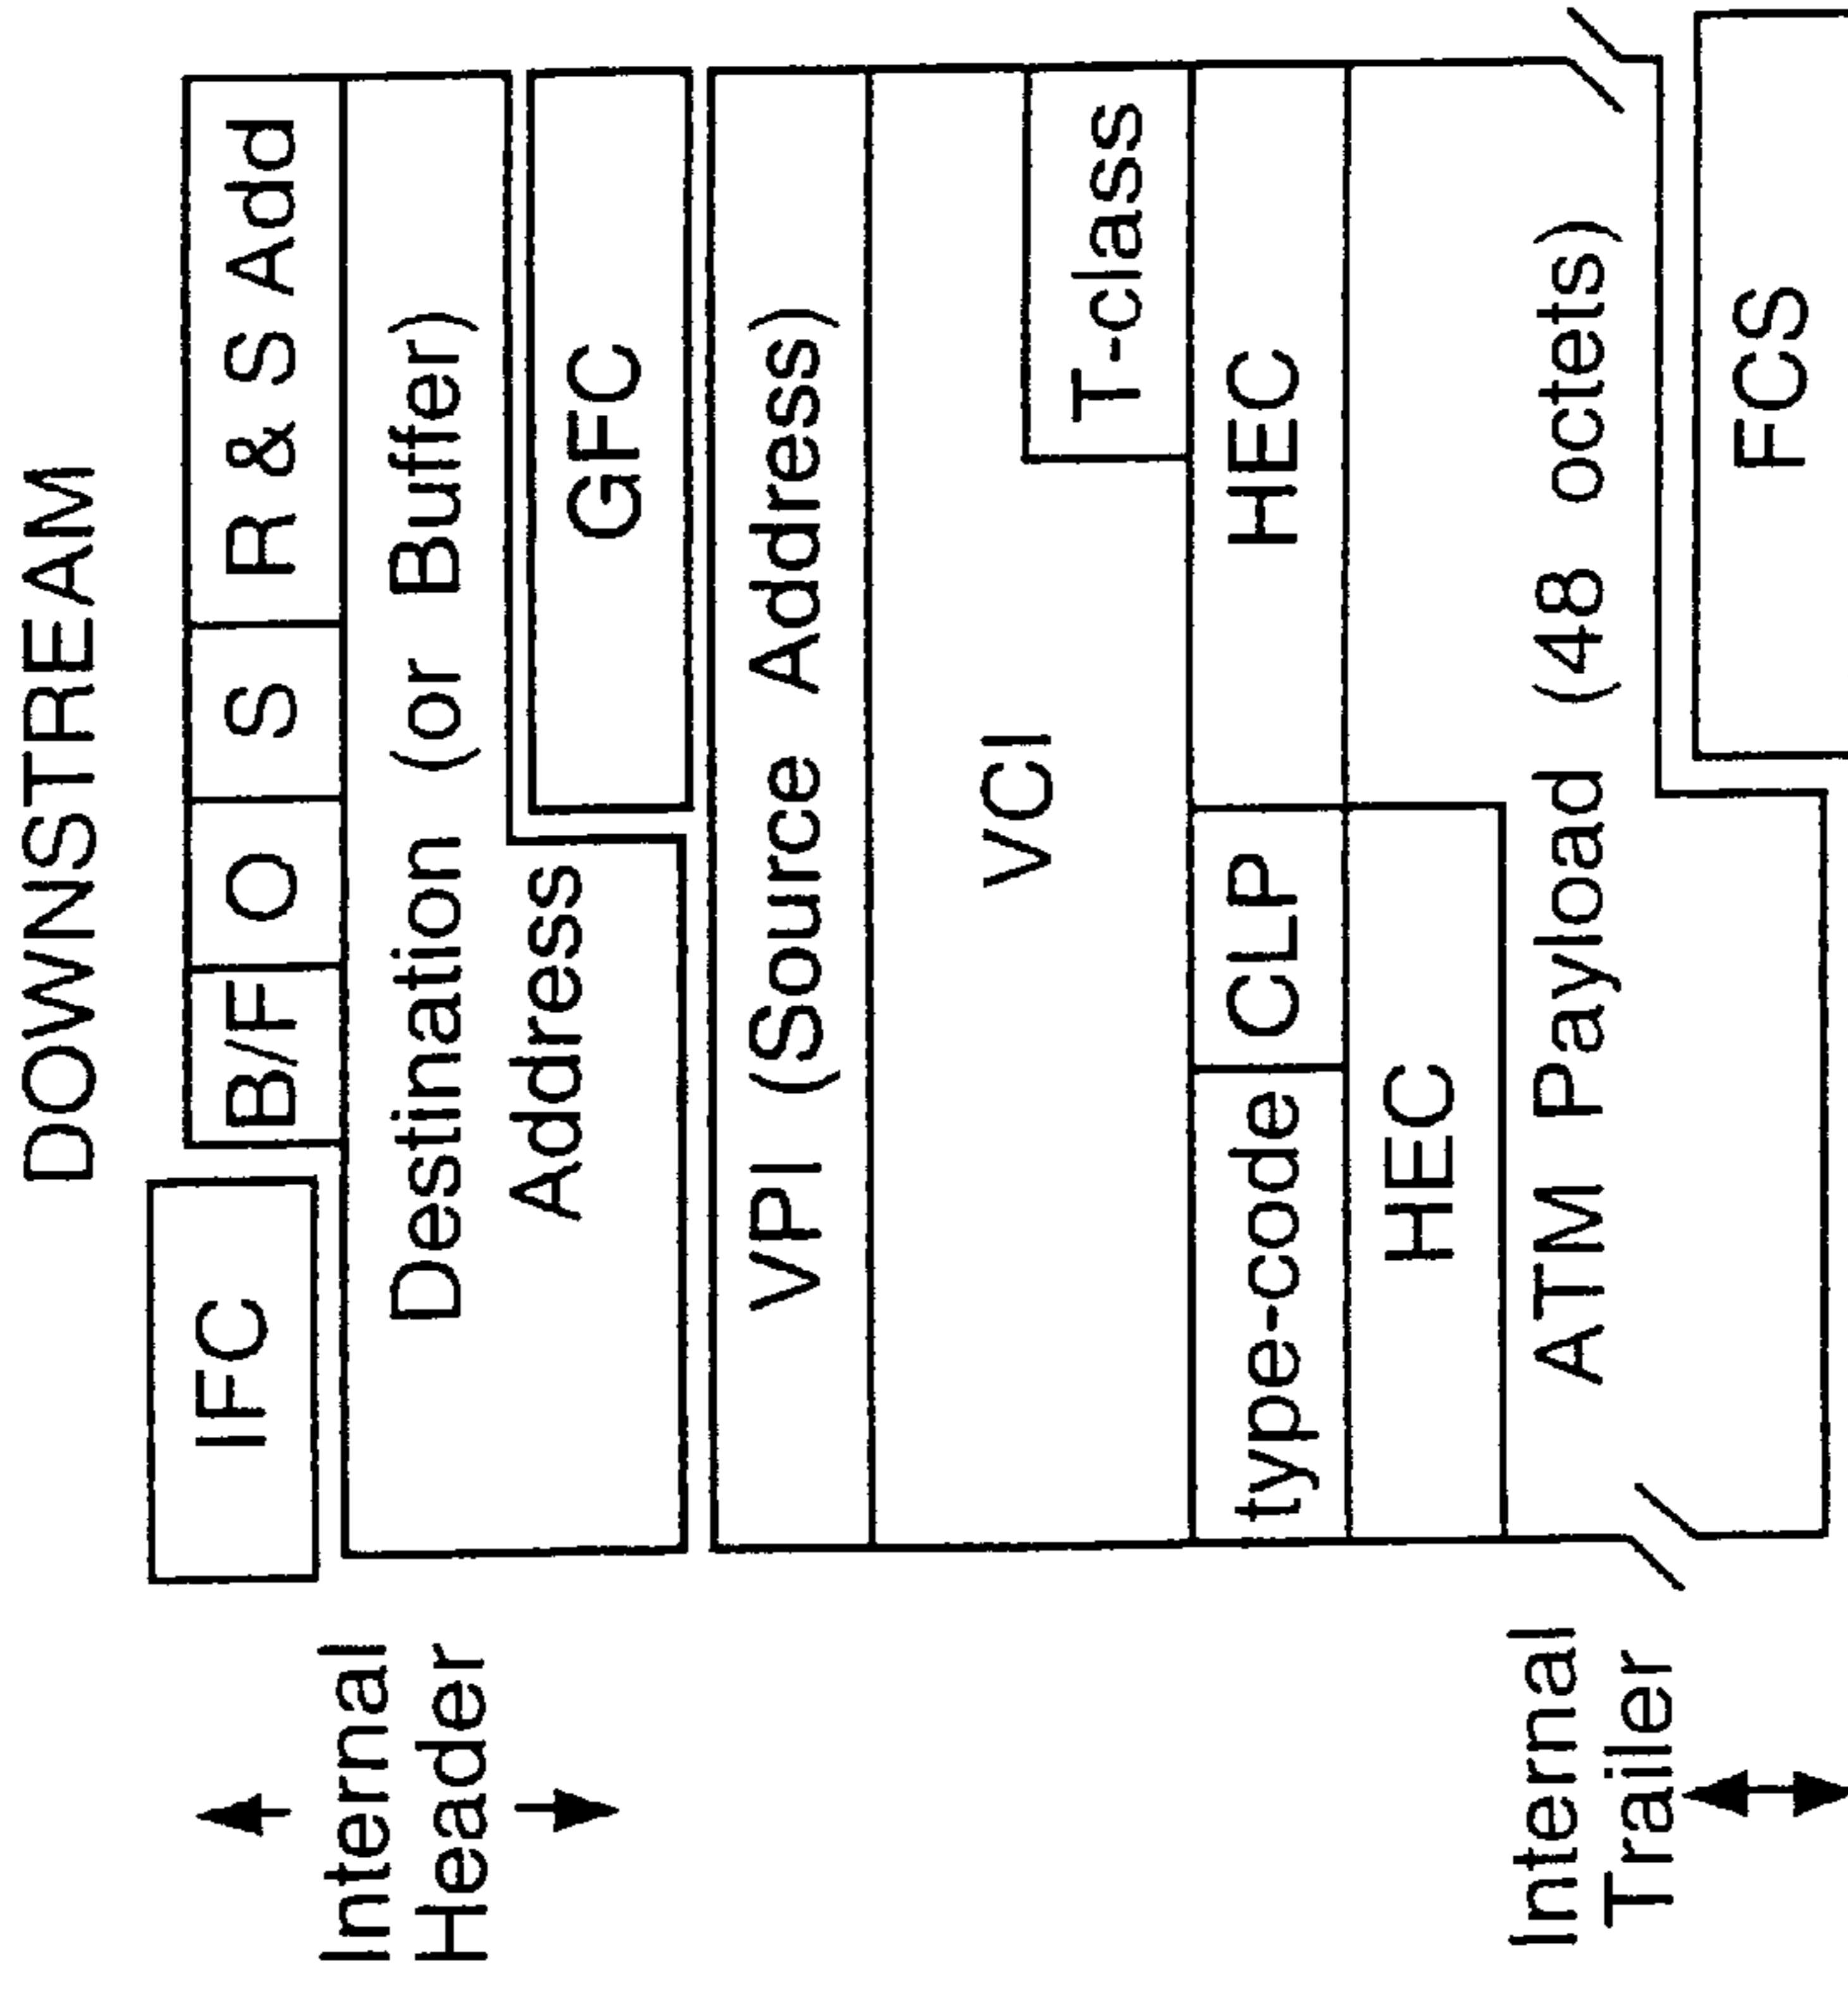 DOWNSTREAM
IFC
B/F
O
S
R & S Add
Internal
Header
Destination (or Buffer)
Address
GFC
VPI (Source Address)
VCI
T-class
type-code
CLP
HEC
HEC
Internal
Trailer
ATM Payload (48 octets)
FCS